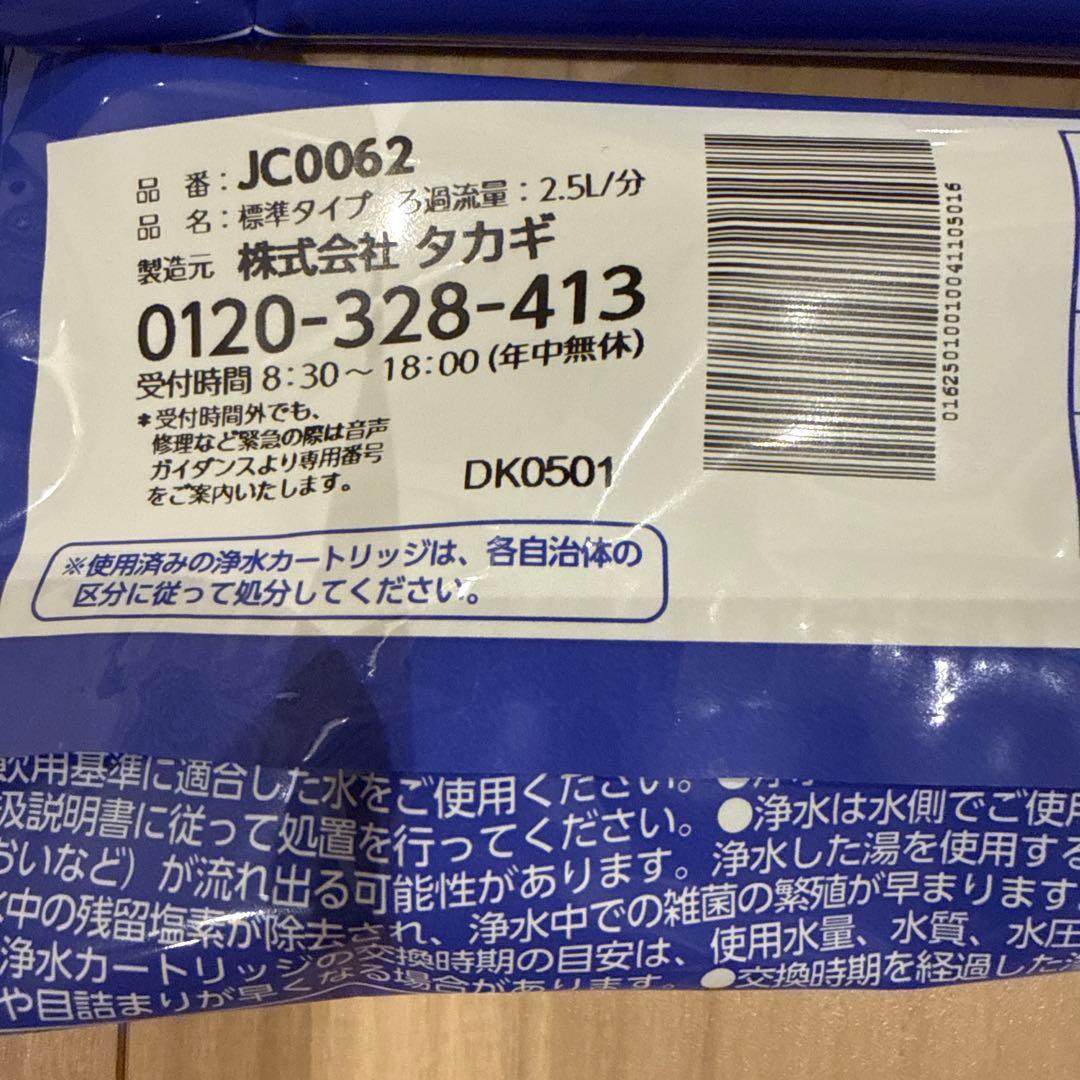 品 番：JC0062
品 名：標準タイプ ろ過流量：2.5L/分
製造元 株式会社 タカギ
0120-328-413
受付時間 8：30～18：00 (年中無休)
＊受付時間外でも、
修理など緊急の際は音声
ガイダンスより専用番号
をご案内いたします。
DK0501
01625010010041105016
※使用済みの浄水カートリッジは、各自治体の
区分に従って処分してください。
飲用基準に適合した水をご使用ください。
扱説明書に従って処置を行ってください。
おいなど）が流れ出る可能性があります。
水中の残留塩素が除去され、浄水中での雑菌の繁殖が早まります
浄水カートリッジの交換時期の目安は、使用水量、水質、水圧
や目詰まりが早くなる場合があります。
●浄水は水側でご使用
浄水した湯を使用する
●交換時期を経過した